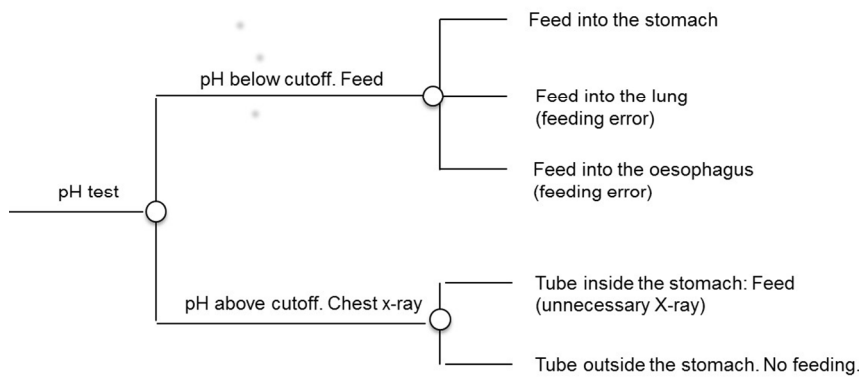 Feed into the stomach
pH below cutoff. Feed
Feed into the lung
(feeding error)
Feed into the oesophagus
(feeding error)
pH test
Tube inside the stomach: Feed
(unnecessary X-ray)
pH above cutoff. Chest x-ray
Tube outside the stomach. No feeding.